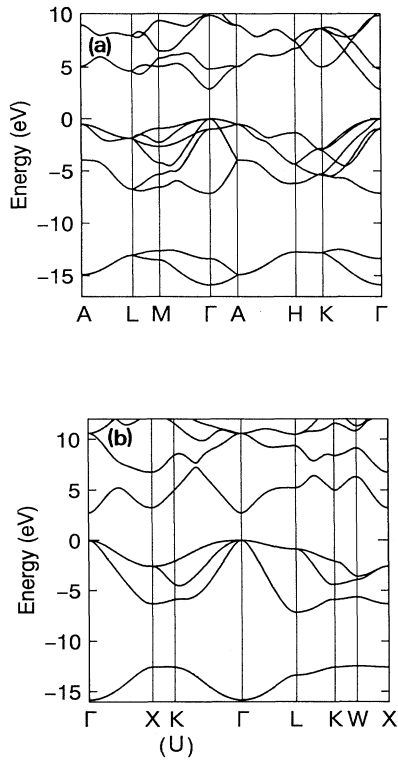 10
(a)
5
0
Energy (eV)
−5
−10
−15
A L M Γ A H K Γ
(b)
10
5
0
Energy (eV)
−5
−10
−15
Γ X K Γ L K W X
(U)